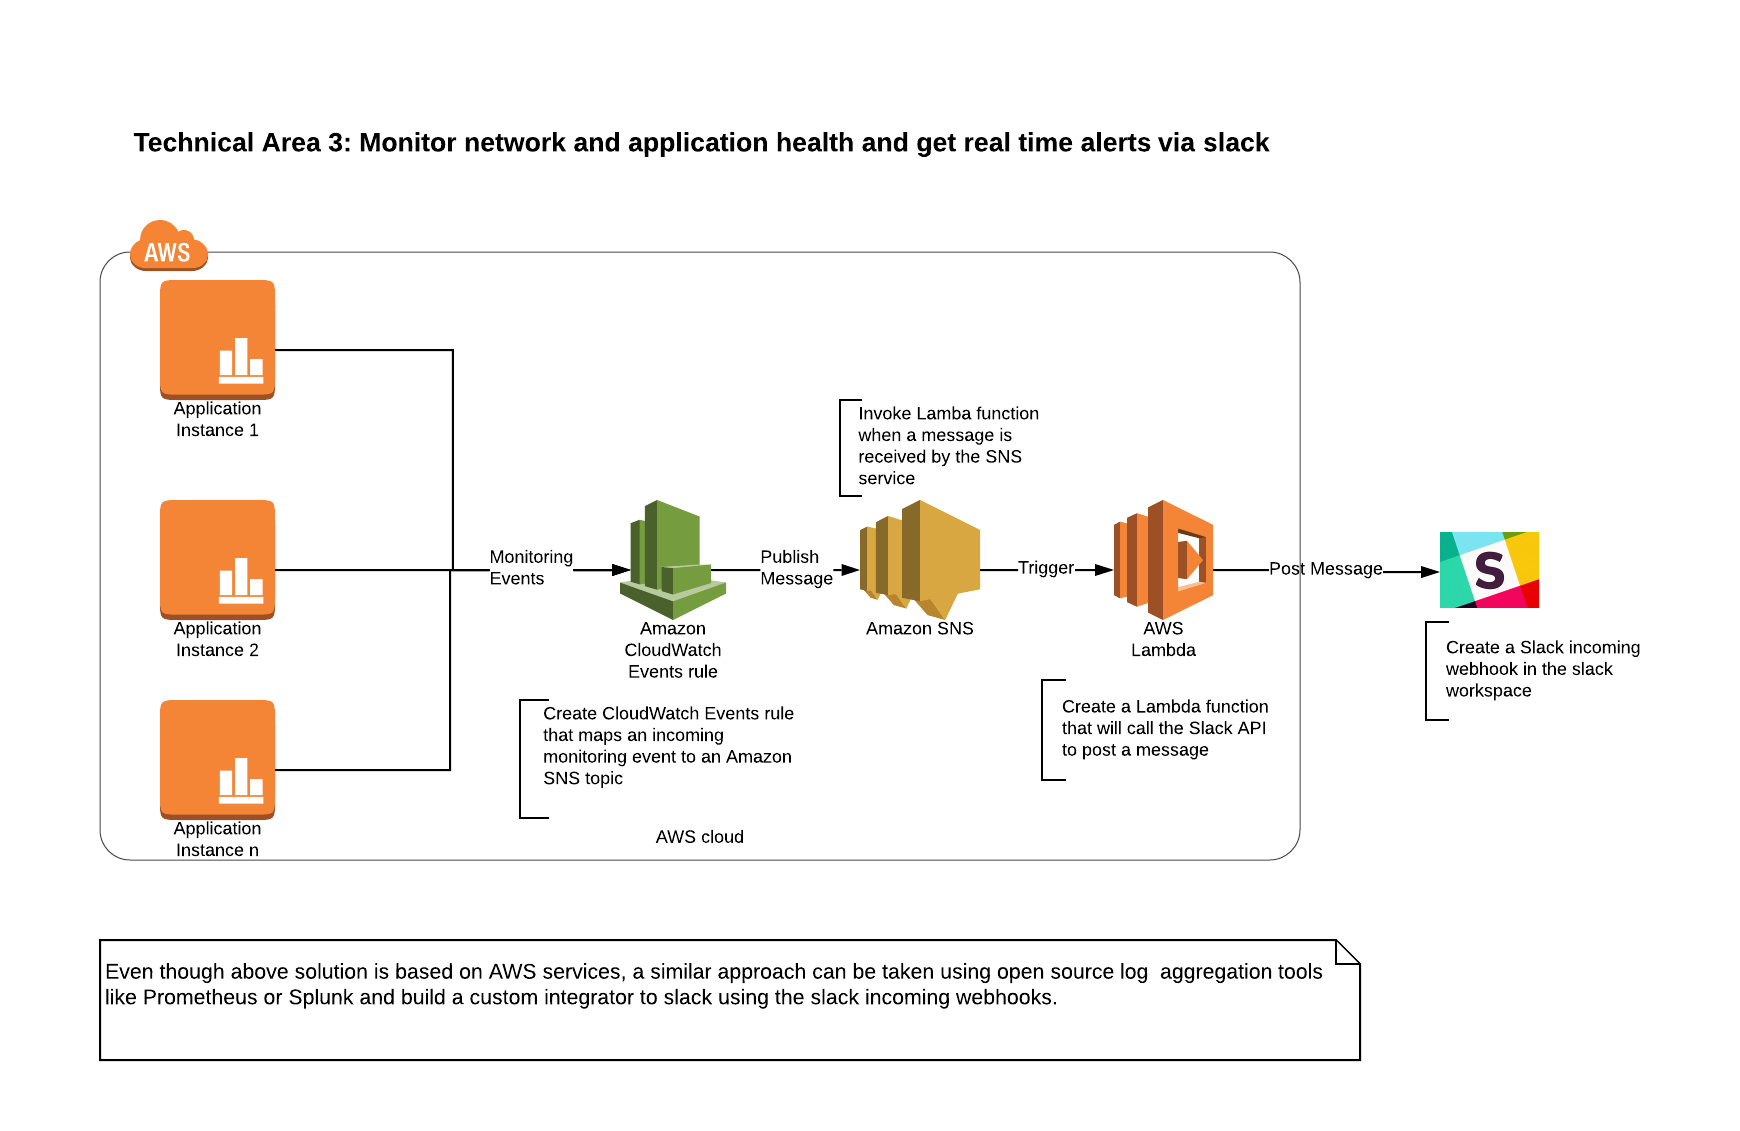 Technical Area 3: Monitor network and application health and get real time alerts via slack
AWS
Application
Instance 1
Invoke Lamba function
when a message is
received by the SNS
service
Application
Instance 2
Monitoring
Events
Amazon
CloudWatch
Events rule
Publish
Message
Amazon SNS
Trigger
AWS
Lambda
Post Message
S
Create a Slack incoming
webhook in the slack
workspace
Create CloudWatch Events rule
that maps an incoming
monitoring event to an Amazon
SNS topic
Create a Lambda function
that will call the Slack API
to post a message
Application
Instance n
AWS cloud
Even though above solution is based on AWS services, a similar approach can be taken using open source log  aggregation tools
like Prometheus or Splunk and build a custom integrator to slack using the slack incoming webhooks.